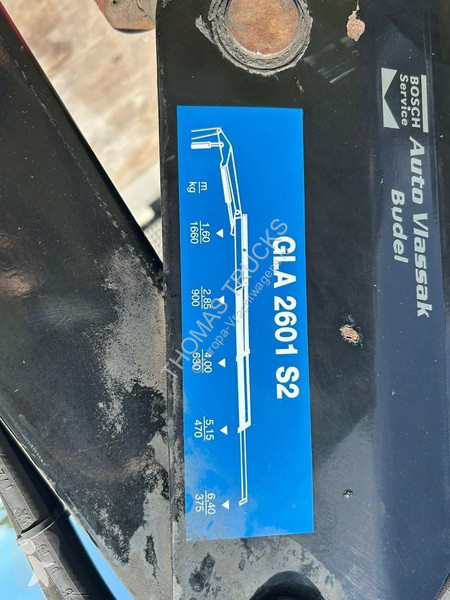 BOSCH
Service
Auto Vlassak
Budel
GLA 2601 S2
m 1,60 2,85 4,00 5,15 6,40
kg 1660 900 630 470 375
THOMAS TRUCKS